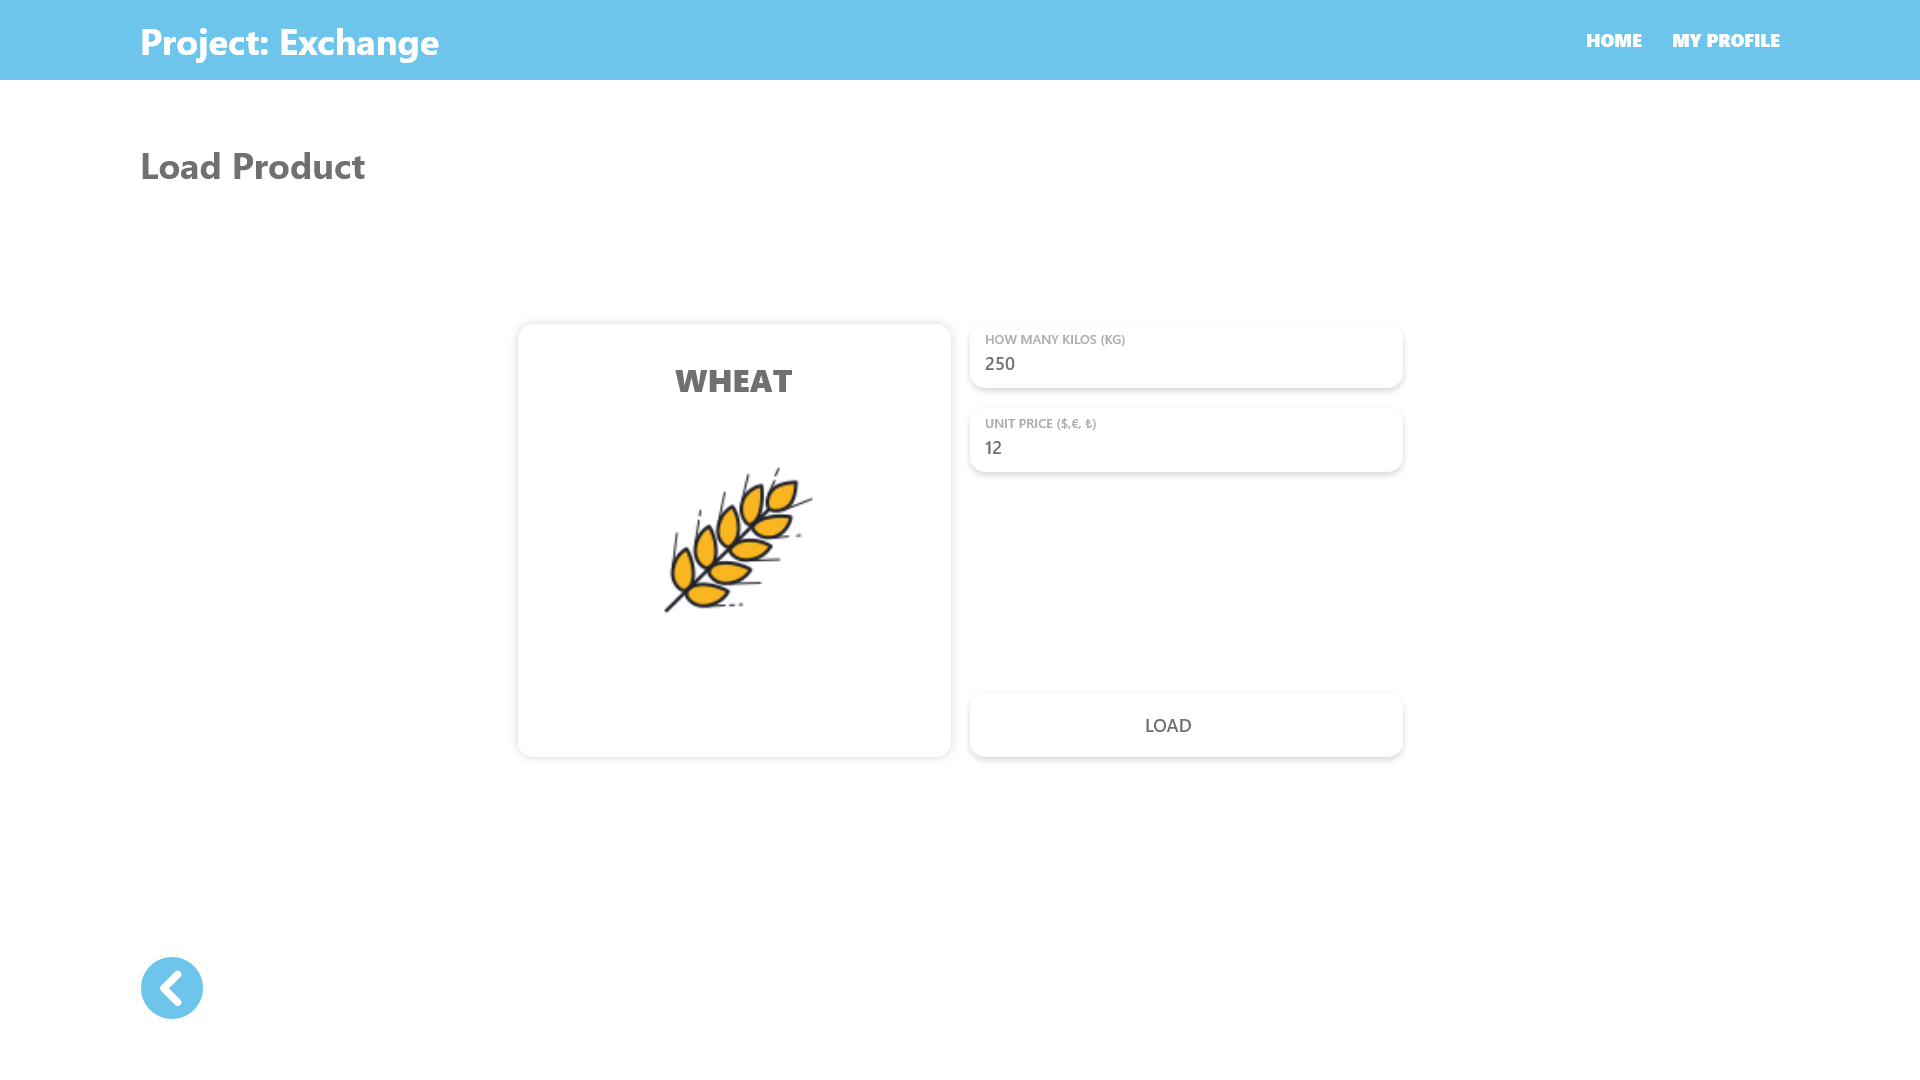 Project: Exchange
HOME
MY PROFILE
Load Product
WHEAT
HOW MANY KILOS (KG)
250
UNIT PRICE ($,€, ₺)
12
LOAD